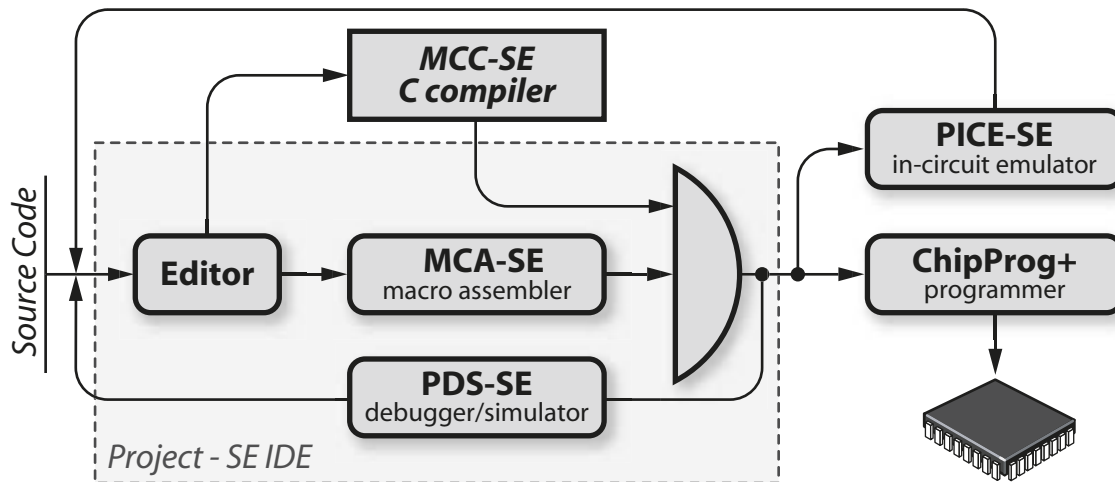 MCC-SE
C compiler
PICE-SE
in-circuit emulator
Source Code
Editor
MCA-SE
macro assembler
ChipProg+
programmer
PDS-SE
debugger/simulator
Project - SE IDE